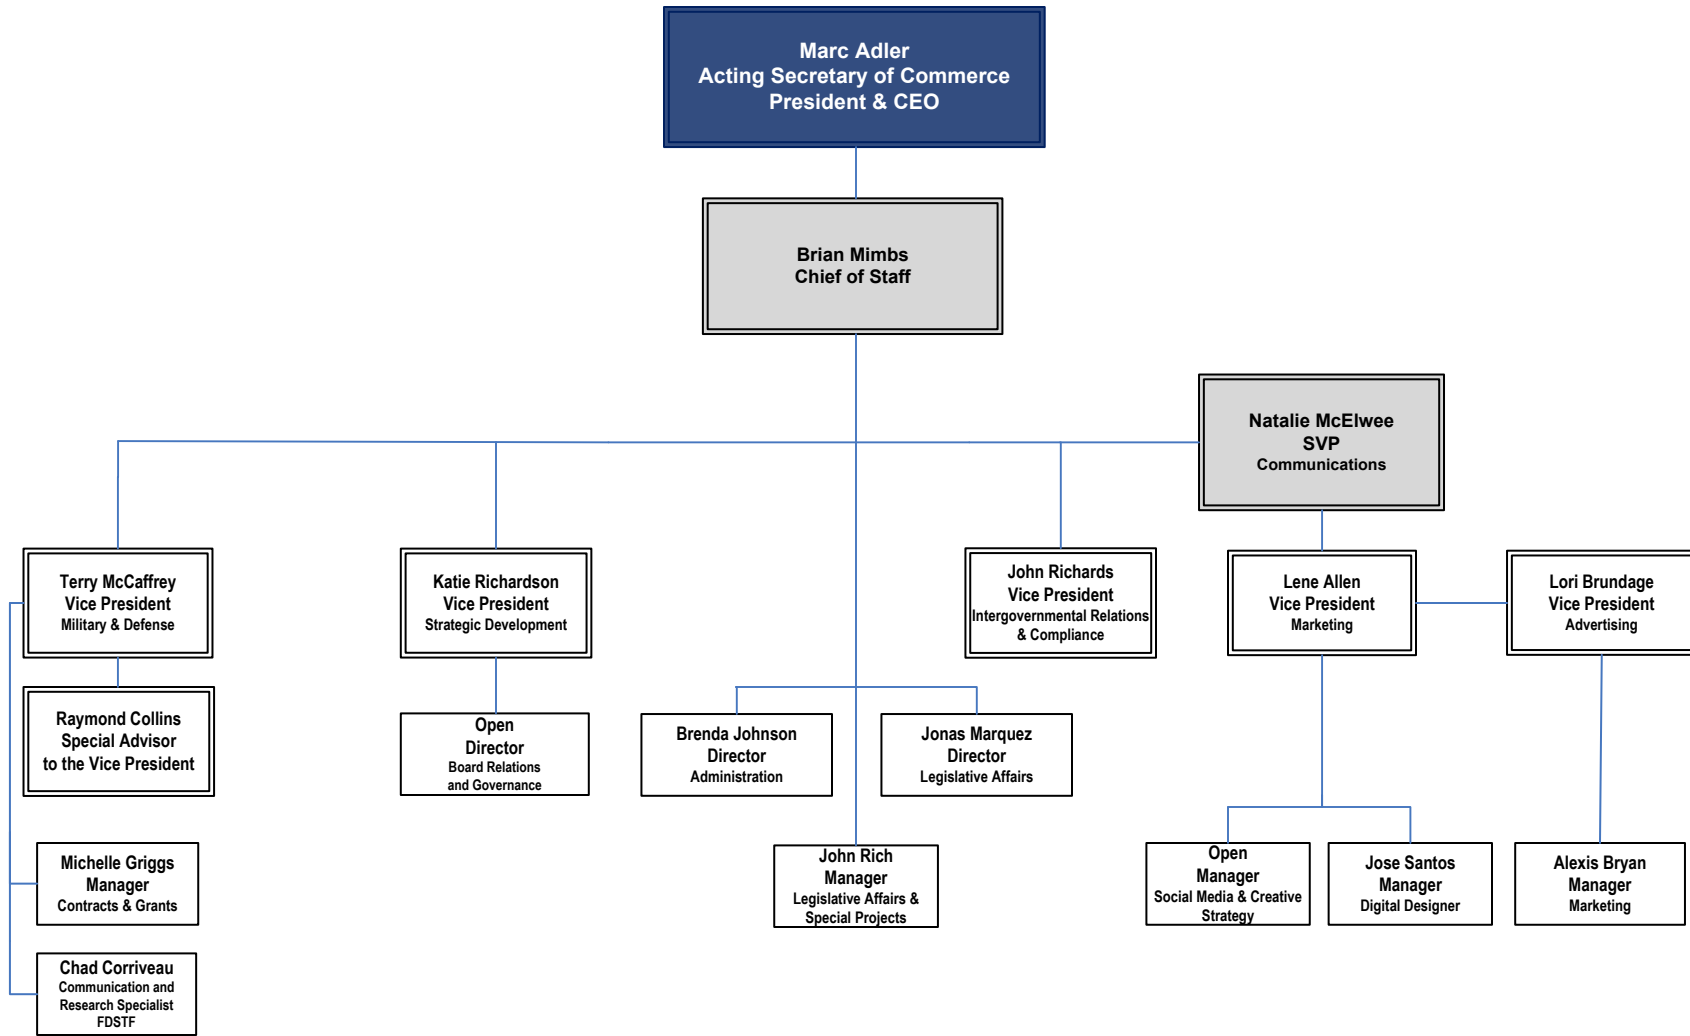 Marc Adler
Acting Secretary of Commerce
President & CEO
Brian Mimbs
Chief of Staff
Natalie McElwee
SVP
Communications
Terry McCaffrey
Vice President
Military & Defense
Katie Richardson
Vice President
Strategic Development
John Richards
Vice President
Intergovernmental Relations
& Compliance
Lene Allen
Vice President
Marketing
Lori Brundage
Vice President
Advertising
Raymond Collins
Special Advisor
to the Vice President
Open
Director
Board Relations
and Governance
Brenda Johnson
Director
Administration
Jonas Marquez
Director
Legislative Affairs
Michelle Griggs
Manager
Contracts & Grants
John Rich
Manager
Legislative Affairs &
Special Projects
Open
Manager
Social Media & Creative
Strategy
Jose Santos
Manager
Digital Designer
Alexis Bryan
Manager
Marketing
Chad Corriveau
Communication and
Research Specialist
FDSTF